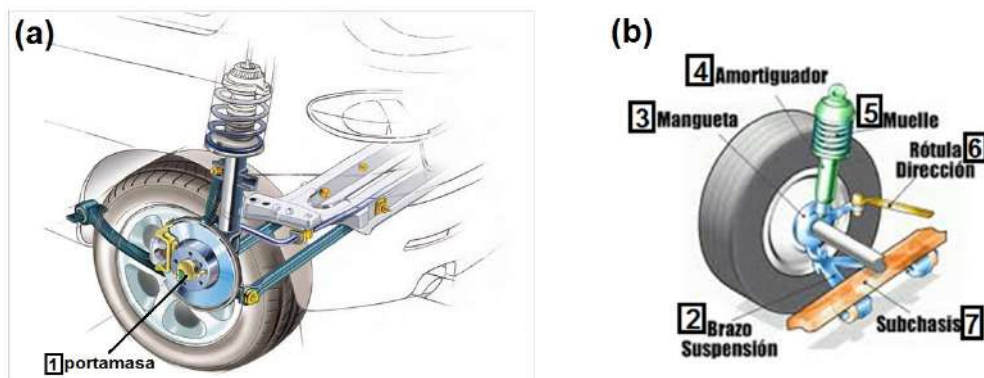 (a)
1 portamasa
(b)
4 Amortiguador
3 Mangueta
5 Muelle
Rótula 6
Dirección
2 Brazo
Suspensión
Subchasis 7